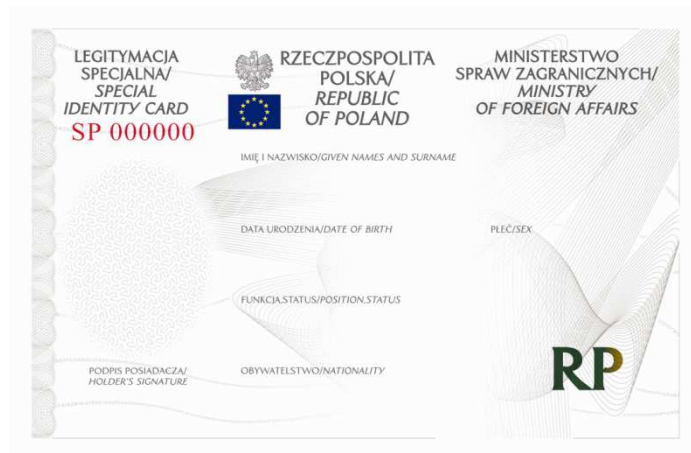 LEGITYMACJA
SPECJALNA/
SPECIAL
IDENTITY CARD
SP 000000
RZECZPOSPOLITA
POLSKA/
REPUBLIC
OF POLAND
MINISTERSTWO
SPRAW ZAGRANICZNYCH/
MINISTRY
OF FOREIGN AFFAIRS
IMIĘ I NAZWISKO/GIVEN NAMES AND SURNAME
DATA URODZENIA/DATE OF BIRTH
PŁEĆ/SEX
FUNKCJA,STATUS/POSITION,STATUS
PODPIS POSIADACZA/
HOLDER'S SIGNATURE
OBYWATELSTWO/NATIONALITY
RP